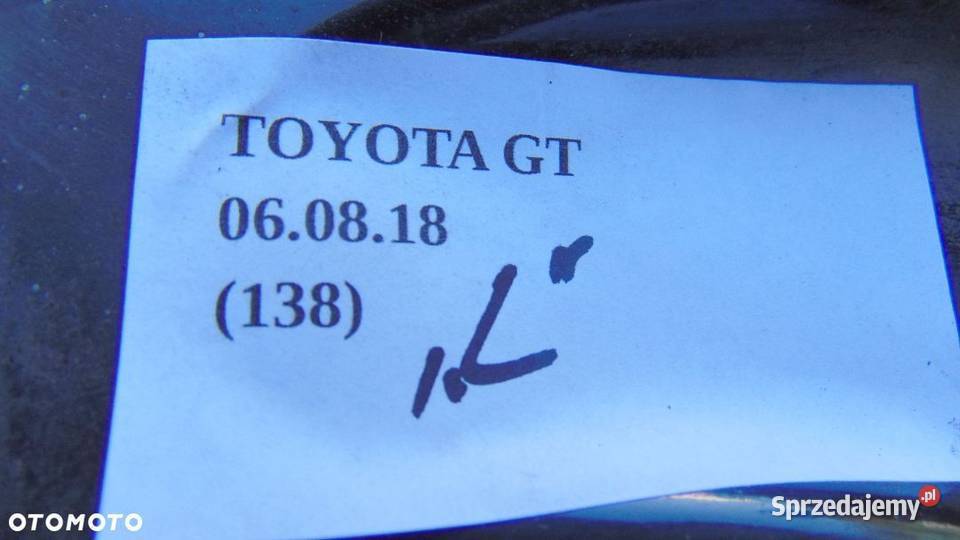 TOYOTA GT
06.08.18
(138)
OTOMOTO
Sprzedajemy.pl